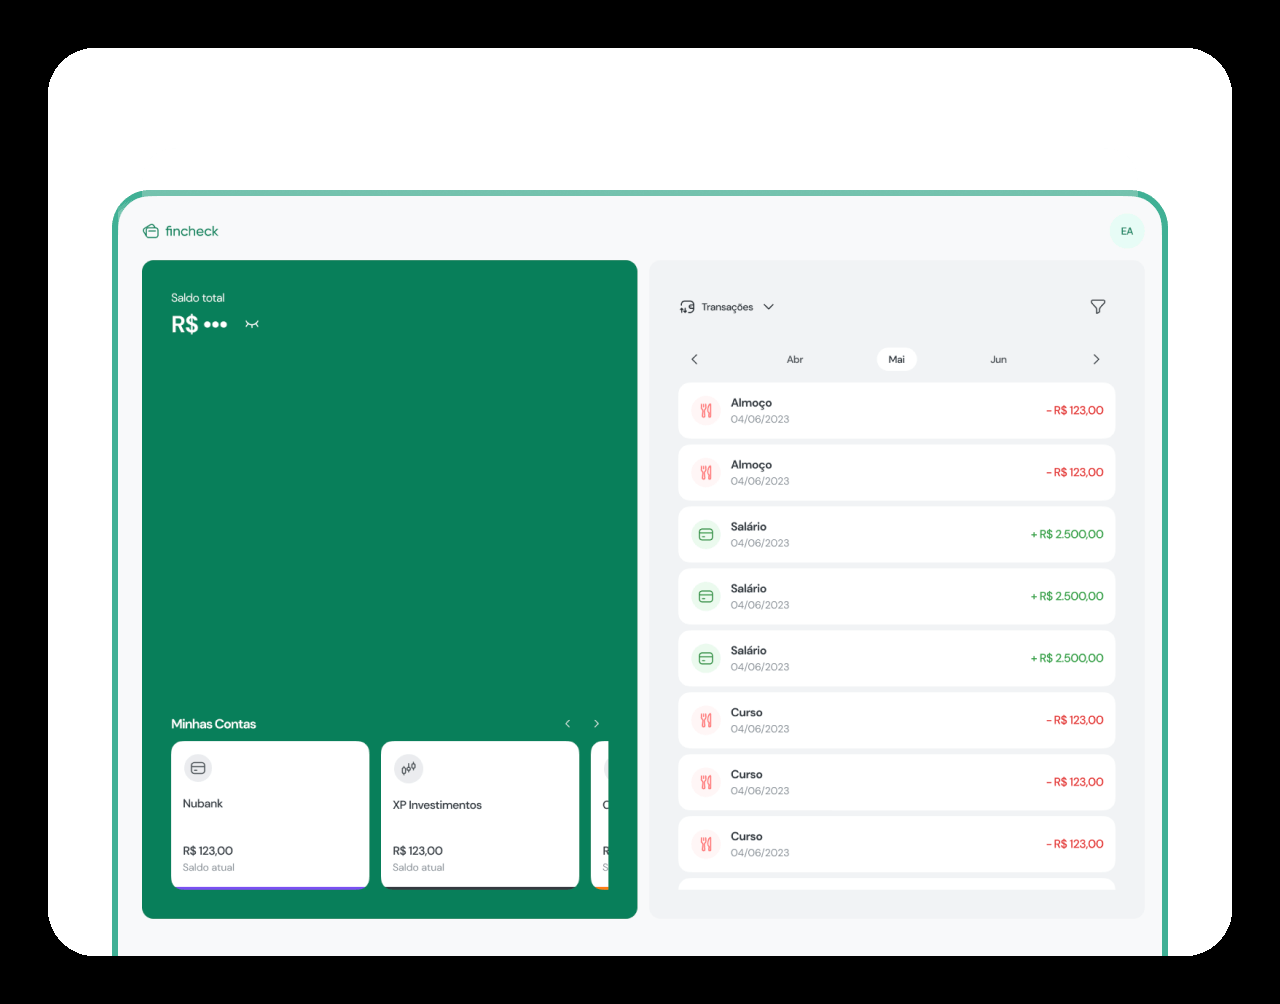 fincheck
EA
Saldo total
R$ •••
Minhas Contas
Nubank
R$ 123,00
Saldo atual
XP Investimentos
R$ 123,00
Saldo atual
Transações
Abr Mai Jun
Almoço
04/06/2023
- R$ 123,00
Almoço
04/06/2023
- R$ 123,00
Salário
04/06/2023
+ R$ 2.500,00
Salário
04/06/2023
+ R$ 2.500,00
Salário
04/06/2023
+ R$ 2.500,00
Curso
04/06/2023
- R$ 123,00
Curso
04/06/2023
- R$ 123,00
Curso
04/06/2023
- R$ 123,00